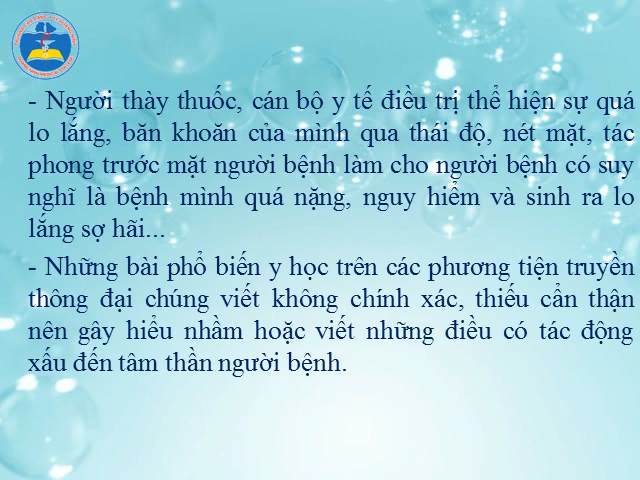 - Người thày thuốc, cán bộ y tế điều trị thể hiện sự quá
lo lắng, băn khoăn của mình qua thái độ, nét mặt, tác
phong trước mặt người bệnh làm cho người bệnh có suy
nghĩ là bệnh mình quá nặng, nguy hiểm và sinh ra lo
lắng sợ hãi...
- Những bài phổ biến y học trên các phương tiện truyền
thông đại chúng viết không chính xác, thiếu cẩn thận
nên gây hiểu nhầm hoặc viết những điều có tác động
xấu đến tâm thần người bệnh.